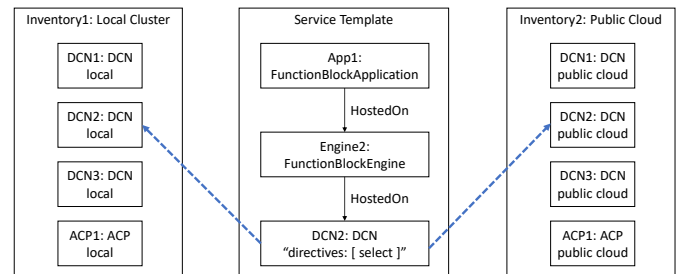 Inventory1: Local Cluster
DCN1: DCN
local
DCN2: DCN
local
DCN3: DCN
local
ACP1: ACP
local
Service Template
App1:
FunctionBlockApplication
HostedOn
Engine2:
FunctionBlockEngine
HostedOn
DCN2: DCN
“directives: [ select ]”
Inventory2: Public Cloud
DCN1: DCN
public cloud
DCN2: DCN
public cloud
DCN3: DCN
public cloud
ACP1: ACP
public cloud